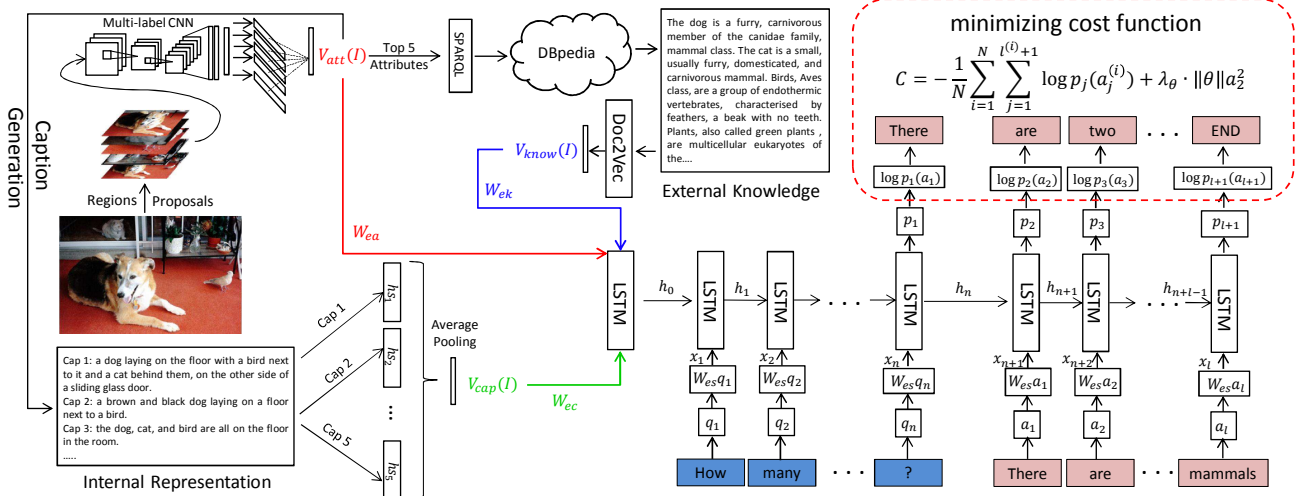 Multi-label CNN
V_att(I)
Top 5
Attributes
SPARQL
DBpedia
The dog is a furry, carnivorous
member of the canidae family,
mammal class. The cat is a small,
usually furry, domesticated, and
carnivorous mammal. Birds, Aves
class, are a group of endothermic
vertebrates, characterised by
feathers, a beak with no teeth.
Plants, also called green plants ,
are multicellular eukaryotes of
the....
External Knowledge
Doc2Vec
V_know(I)
W_ek
W_ea
Caption
Generation
Regions
Proposals
Cap 1: a dog laying on the floor with a bird next
to it and a cat behind them, on the other side of
a sliding glass door.
Cap 2: a brown and black dog laying on a floor
next to a bird.
Cap 3: the dog, cat, and bird are all on the floor
in the room.
.....
Internal Representation
Cap 1
Cap 2
Cap 5
hs_1
hs_2
...
hs_5
Average
Pooling
V_cap(I)
W_ec
LSTM
h_0
LSTM
h_1
LSTM
. . .
LSTM
h_n
LSTM
h_{n+1}
LSTM
. . .
h_{n+l-1}
LSTM
minimizing cost function
C = -\frac{1}{N} \sum_{i=1}^{N} \sum_{j=1}^{l^{(i)}+1} \log p_j(a_j^{(i)}) + λ_θ · ‖θ‖a_2^2
There
are
two
. . .
END
log p_1(a_1)
log p_2(a_2)
log p_3(a_3)
log p_{l+1}(a_{l+1})
p_1
p_2
p_3
p_{l+1}
x_1
x_2
x_n
x_{n+1}
x_{n+2}
x_l
W_es q_1
W_es q_2
W_es q_n
W_es a_1
W_es a_2
W_es a_l
q_1
q_2
q_n
a_1
a_2
a_l
How
many
. . .
?
There
are
. . .
mammals